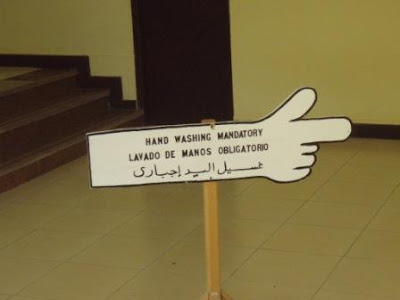 HAND WASHING MANDATORY
LAVADO DE MANOS OBLIGATORIO
غسيل اليد إجباري